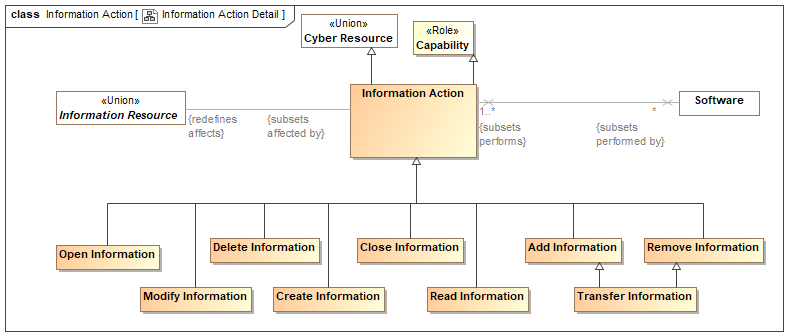 class Information Action [ Information Action Detail ]
«Union»
Cyber Resource
«Role»
Capability
«Union»
Information Resource
Information Action
Software
{redefines
affects}
{subsets
affected by}
1..*
{subsets
performs}
*
{subsets
performed by}
Open Information
Delete Information
Close Information
Add Information
Remove Information
Modify Information
Create Information
Read Information
Transfer Information